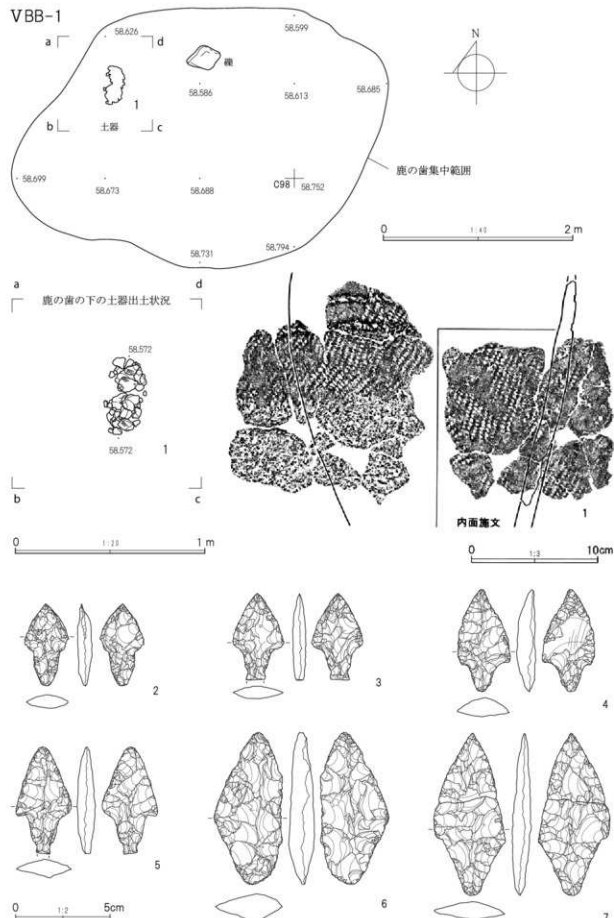 VBB-1
a
d
58.626
58.599
礫
N
58.586
58.613
58.685
1
b
土器
c
58.699
58.673
58.688
C98
58.752
鹿の歯集中範囲
58.731
58.794
0
1:40
2 m
a
d
鹿の歯の下の土器出土状況
58.572
1
58.572
b
c
0
1:20
1 m
内面施文
1
0
1:3
10cm
2
3
4
5
6
7
0
1:2
5cm